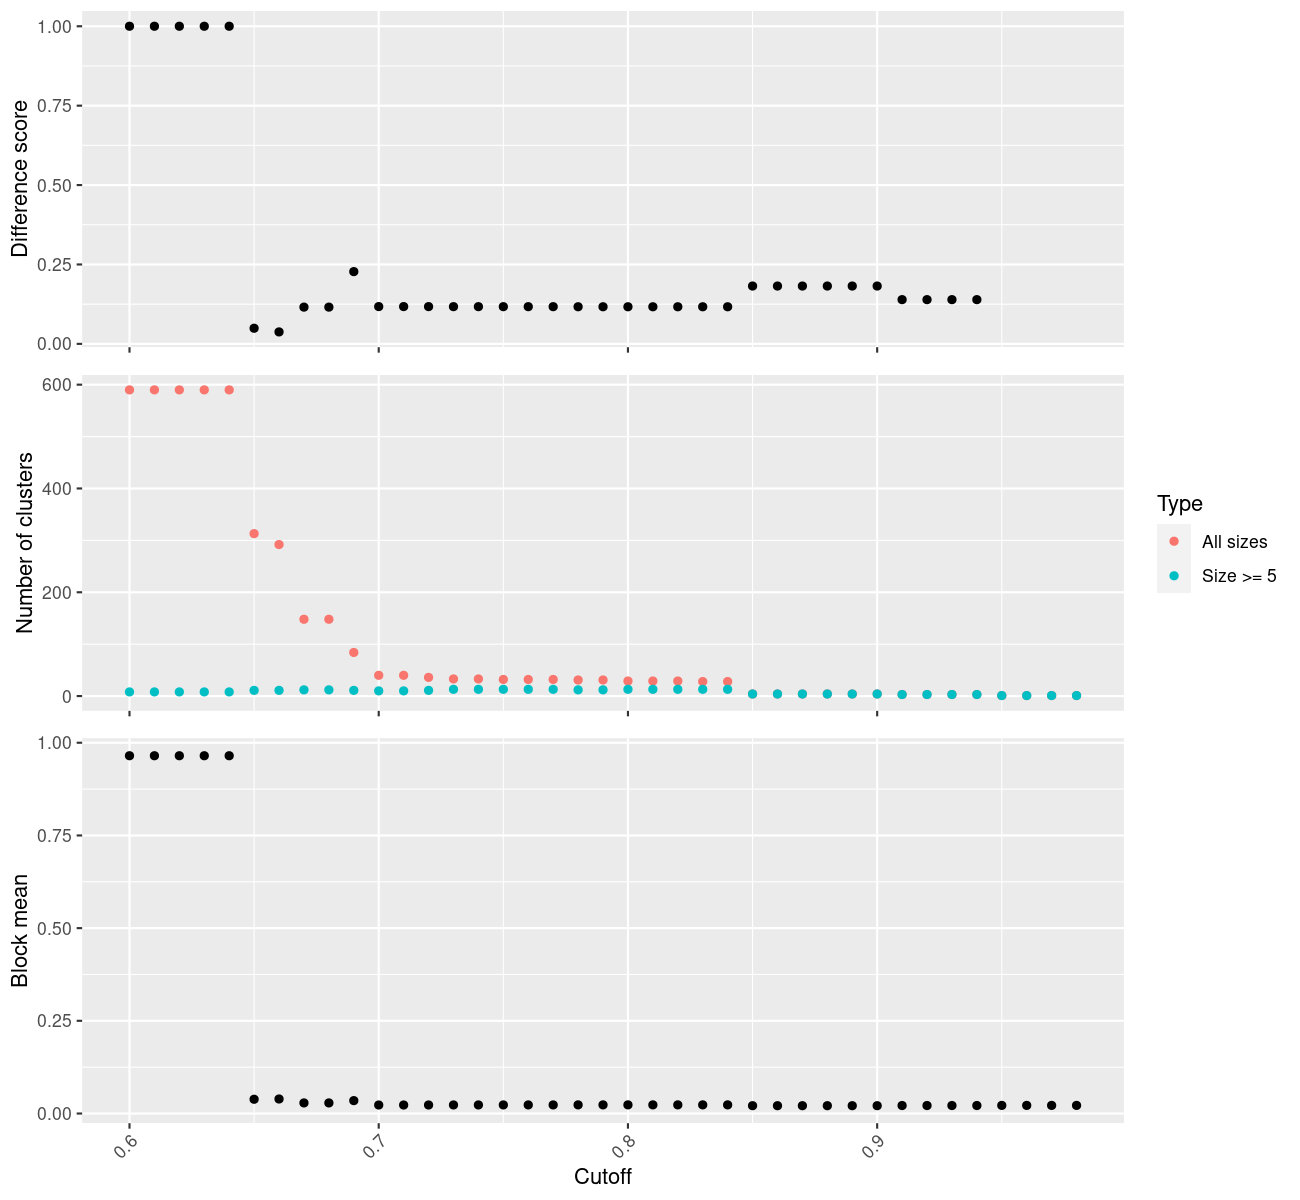 1.00
0.75
0.50
0.25
0.00
Difference score
600
400
200
0
Number of clusters
Type
All sizes
Size >= 5
1.00
0.75
0.50
0.25
0.00
Block mean
0.6
0.7
0.8
0.9
Cutoff